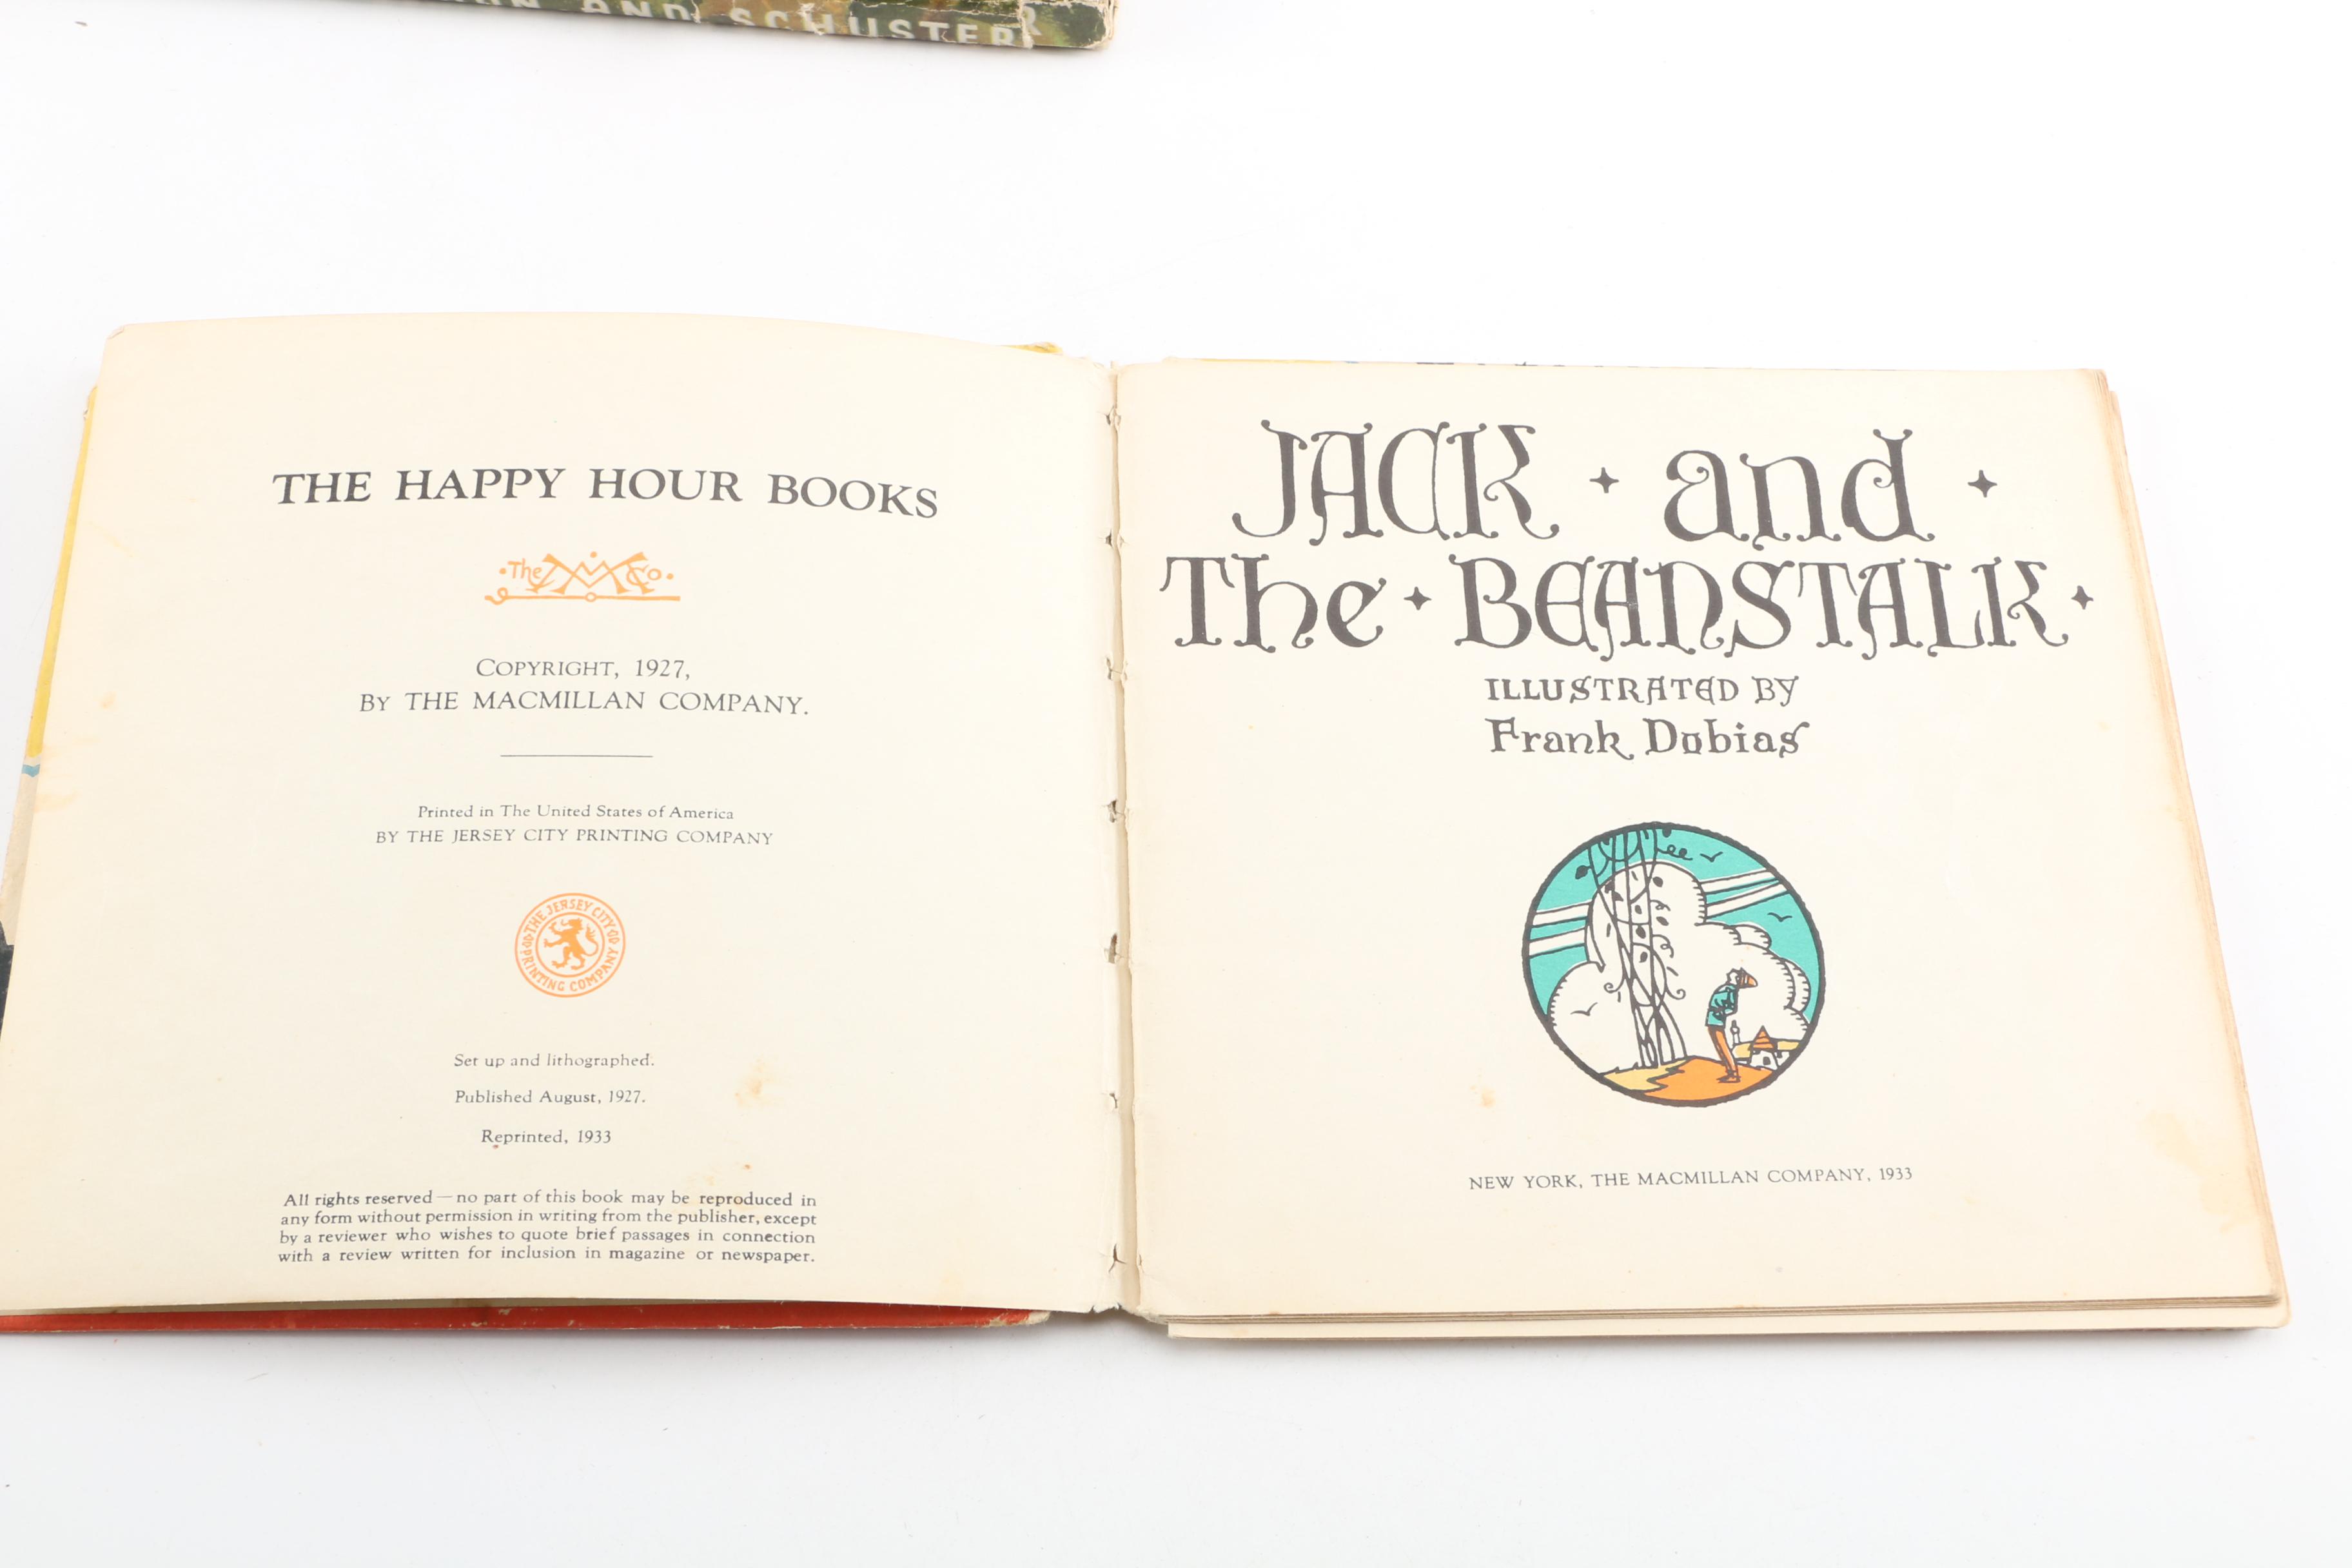 AND SCHUSTER
THE HAPPY HOUR BOOKS
The M Co.
COPYRIGHT, 1927,
BY THE MACMILLAN COMPANY.
Printed in The United States of America
BY THE JERSEY CITY PRINTING COMPANY
THE JERSEY CITY
PRINTING COMPANY
Set up and lithographed.
Published August, 1927.
Reprinted, 1933
All rights reserved — no part of this book may be reproduced in
any form without permission in writing from the publisher, except
by a reviewer who wishes to quote brief passages in connection
with a review written for inclusion in magazine or newspaper.
JACK · and ·
The · BEANSTALK ·
ILLUSTRATED BY
Frank Dobias
NEW YORK, THE MACMILLAN COMPANY, 1933